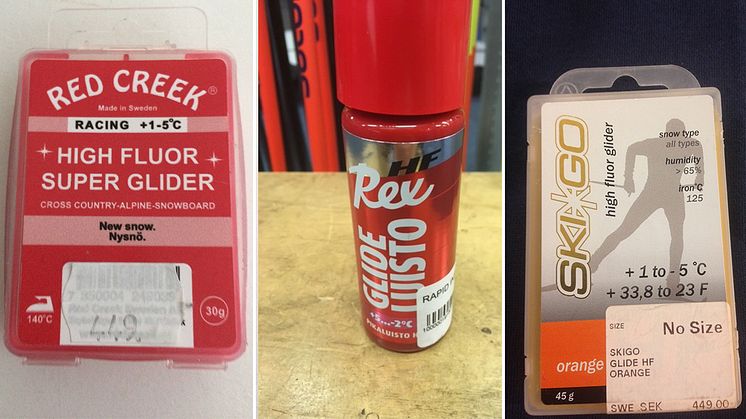 RED CREEK®
Made in Sweden
RACING +1-5°C
HIGH FLUOR
SUPER GLIDER
CROSS COUNTRY-ALPINE-SNOWBOARD
New snow.
Nysnö.
449
140°C
30g
HF
Rex
GLIDE
LUISTO
RAPID
PIKALUISTO
SKI GO
high fluor glider
snow type
all types
humidity
> 65%
iron°C
125
+ 1 to - 5 °C
+ 33,8 to 23 F
orange
45 g
SIZE No Size
SKIGO
GLIDE HF
ORANGE
SWE SEK 449.00